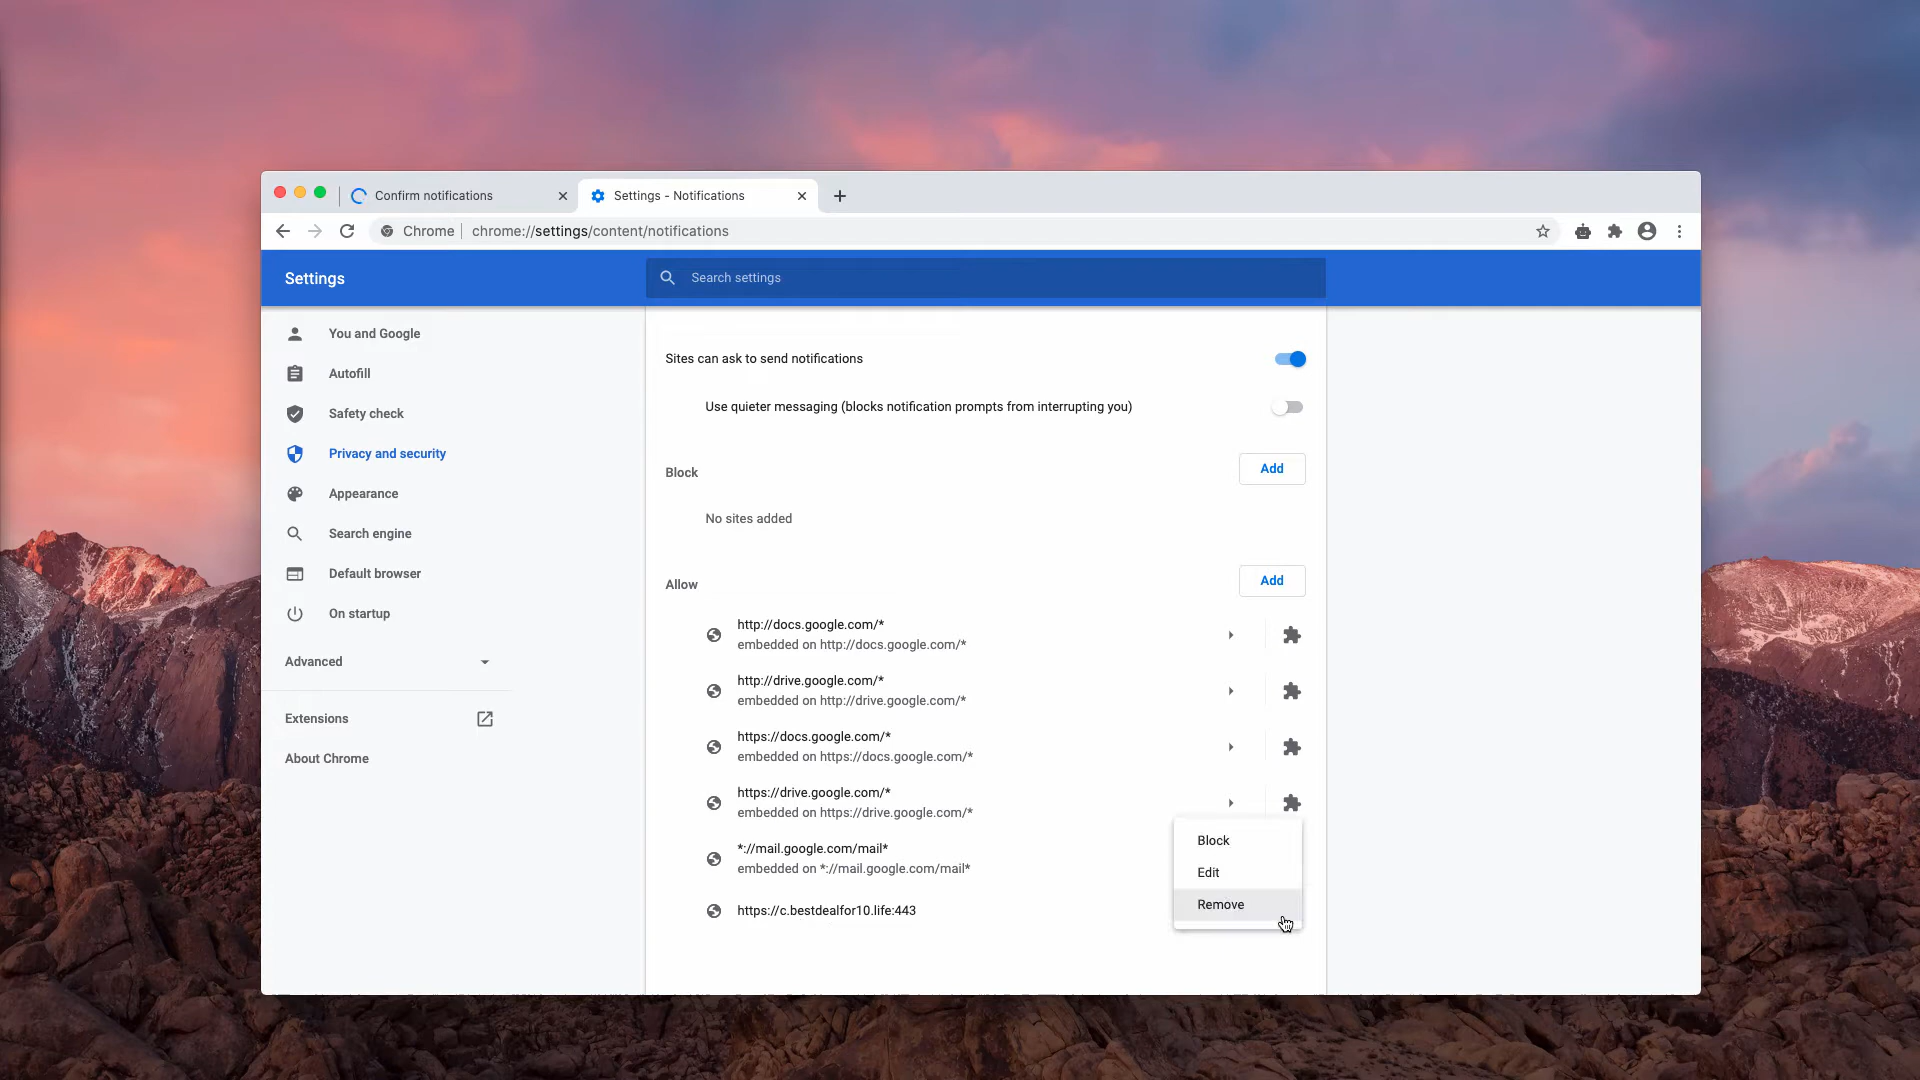 Confirm notifications
Settings - Notifications
Chrome
chrome://settings/content/notifications
Settings
Search settings
You and Google
Autofill
Safety check
Privacy and security
Appearance
Search engine
Default browser
On startup
Advanced
Extensions
About Chrome
Sites can ask to send notifications
Use quieter messaging (blocks notification prompts from interrupting you)
Block
Add
No sites added
Allow
Add
http://docs.google.com/*
embedded on http://docs.google.com/*
http://drive.google.com/*
embedded on http://drive.google.com/*
https://docs.google.com/*
embedded on https://docs.google.com/*
https://drive.google.com/*
embedded on https://drive.google.com/*
*://mail.google.com/mail*
embedded on *://mail.google.com/mail*
https://c.bestdealfor10.life:443
Block
Edit
Remove